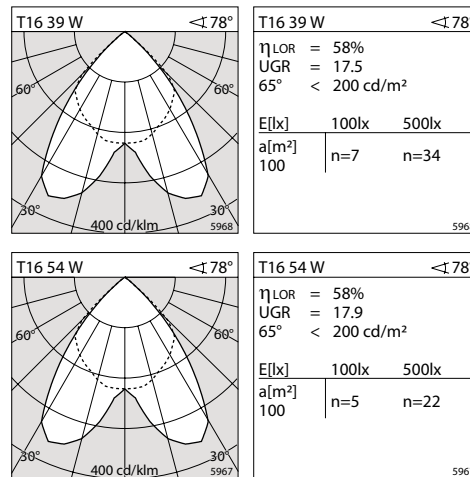 T16 39 W 78°
60° 60°
30° 30°
400 cd/klm 5968
T16 39 W 78°
ηLOR = 58%
UGR = 17.5
65° < 200 cd/m²
E[lx] 100lx 500lx
a[m²]
100 n=7 n=34
T16 54 W 78°
60° 60°
30° 30°
400 cd/klm 5967
T16 54 W 78°
ηLOR = 58%
UGR = 17.9
65° < 200 cd/m²
E[lx] 100lx 500lx
a[m²]
100 n=5 n=22